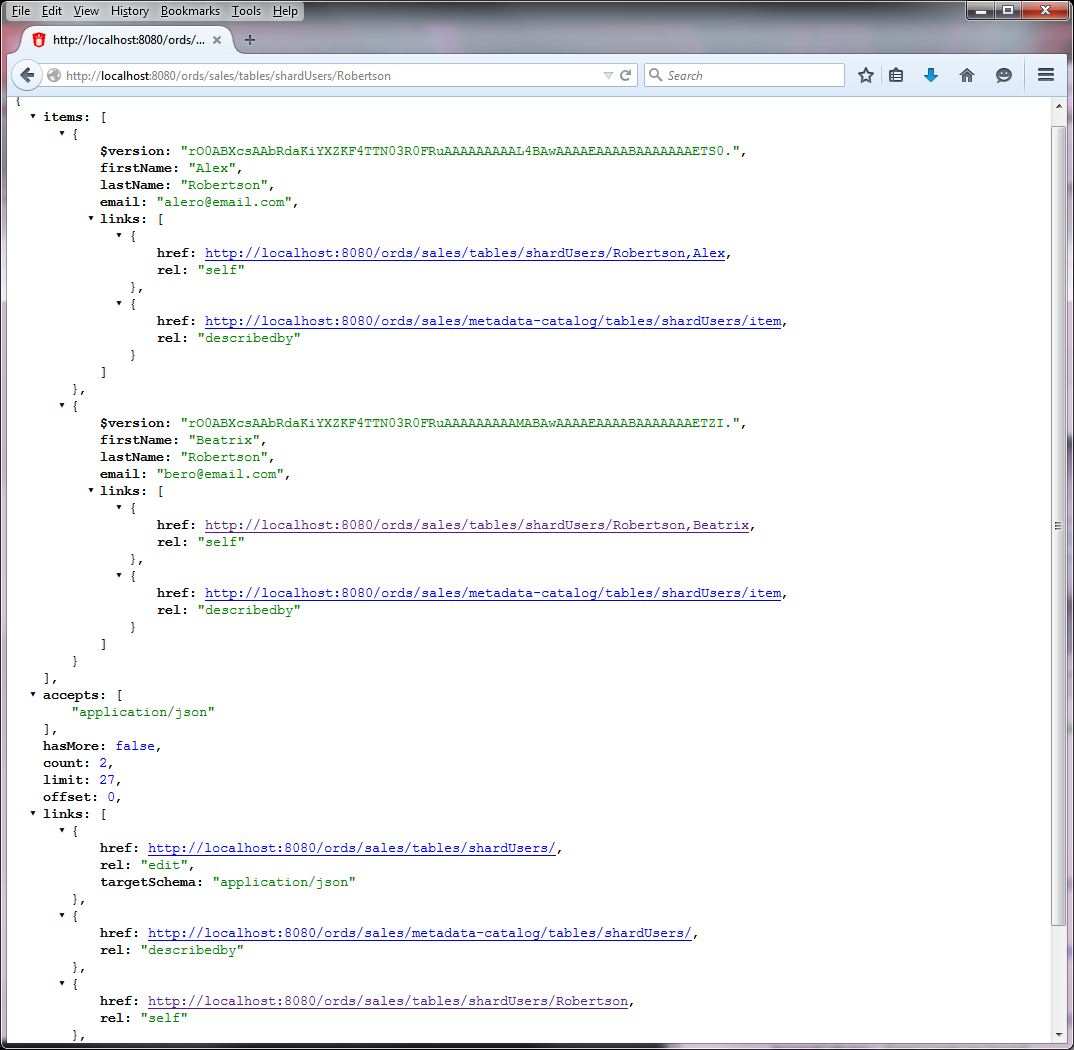 File Edit View History Bookmarks Tools Help
http://localhost:8080/ords/...
http://localhost:8080/ords/sales/tables/shardUsers/Robertson
Search
{
items: [
{
$version: "rO0ABXcsAAbRdaKiYXZKF4TTN03R0FRuAAAAAAAAAL4BAwAAAAEAAAABAAAAAAAETS0.",
firstName: "Alex",
lastName: "Robertson",
email: "alero@email.com",
links: [
{
href: http://localhost:8080/ords/sales/tables/shardUsers/Robertson,Alex,
rel: "self"
},
{
href: http://localhost:8080/ords/sales/metadata-catalog/tables/shardUsers/item,
rel: "describedby"
}
]
},
{
$version: "rO0ABXcsAAbRdaKiYXZKF4TTN03R0FRuAAAAAAAAAMABAwAAAAEAAAABAAAAAAAETZI.",
firstName: "Beatrix",
lastName: "Robertson",
email: "bero@email.com",
links: [
{
href: http://localhost:8080/ords/sales/tables/shardUsers/Robertson,Beatrix,
rel: "self"
},
{
href: http://localhost:8080/ords/sales/metadata-catalog/tables/shardUsers/item,
rel: "describedby"
}
]
}
],
accepts: [
"application/json"
],
hasMore: false,
count: 2,
limit: 27,
offset: 0,
links: [
{
href: http://localhost:8080/ords/sales/tables/shardUsers/,
rel: "edit",
targetSchema: "application/json"
},
{
href: http://localhost:8080/ords/sales/metadata-catalog/tables/shardUsers/,
rel: "describedby"
},
{
href: http://localhost:8080/ords/sales/tables/shardUsers/Robertson,
rel: "self"
},